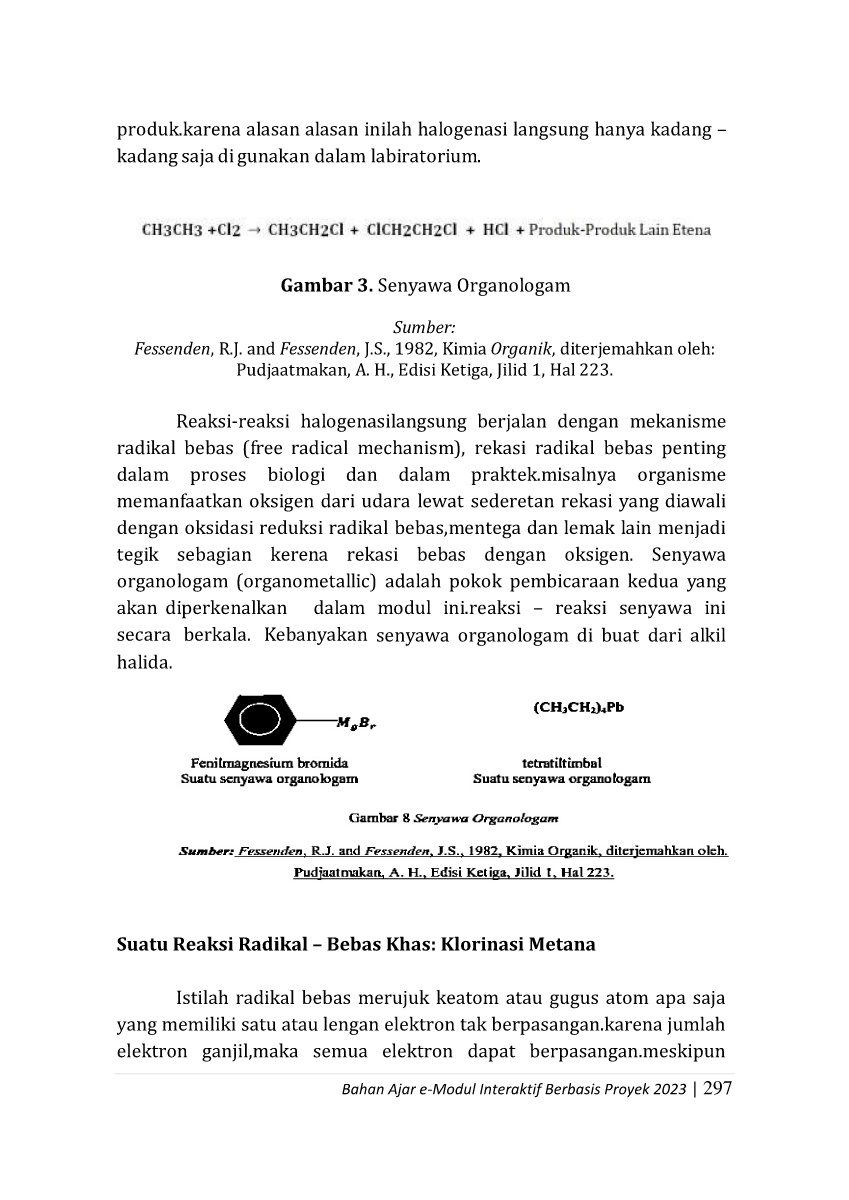 produk.karena alasan alasan inilah halogenasi langsung hanya kadang –
kadang saja di gunakan dalam labiratorium.
CH3CH3 +Cl2 → CH3CH2Cl + ClCH2CH2Cl + HCl + Produk-Produk Lain Etena
Gambar 3. Senyawa Organologam
Sumber:
Fessenden, R.J. and Fessenden, J.S., 1982, Kimia Organik, diterjemahkan oleh:
Pudjaatmakan, A. H., Edisi Ketiga, Jilid 1, Hal 223.
Reaksi-reaksi halogenasilangsung berjalan dengan mekanisme
radikal bebas (free radical mechanism), rekasi radikal bebas penting
dalam proses biologi dan dalam praktek.misalnya organisme
memanfaatkan oksigen dari udara lewat sederetan rekasi yang diawali
dengan oksidasi reduksi radikal bebas,mentega dan lemak lain menjadi
tegik sebagian kerena rekasi bebas dengan oksigen. Senyawa
organologam (organometallic) adalah pokok pembicaraan kedua yang
akan diperkenalkan dalam modul ini.reaksi – reaksi senyawa ini
secara berkala. Kebanyakan senyawa organologam di buat dari alkil
halida.
MgBr
Fenilmagnesium bromida
Suatu senyawa organologam
(CH3CH2)4Pb
tetratiltimbal
Suatu senyawa organologam
Gambar 8 Senyawa Organologam
Sumber: Fessenden, R.J. and Fessenden, J.S., 1982, Kimia Organik, diterjemahkan oleh.
Pudjaatmakan, A. H., Edisi Ketiga, Jilid 1, Hal 223.
Suatu Reaksi Radikal – Bebas Khas: Klorinasi Metana
Istilah radikal bebas merujuk keatom atau gugus atom apa saja
yang memiliki satu atau lengan elektron tak berpasangan.karena jumlah
elektron ganjil,maka semua elektron dapat berpasangan.meskipun
Bahan Ajar e-Modul Interaktif Berbasis Proyek 2023 | 297